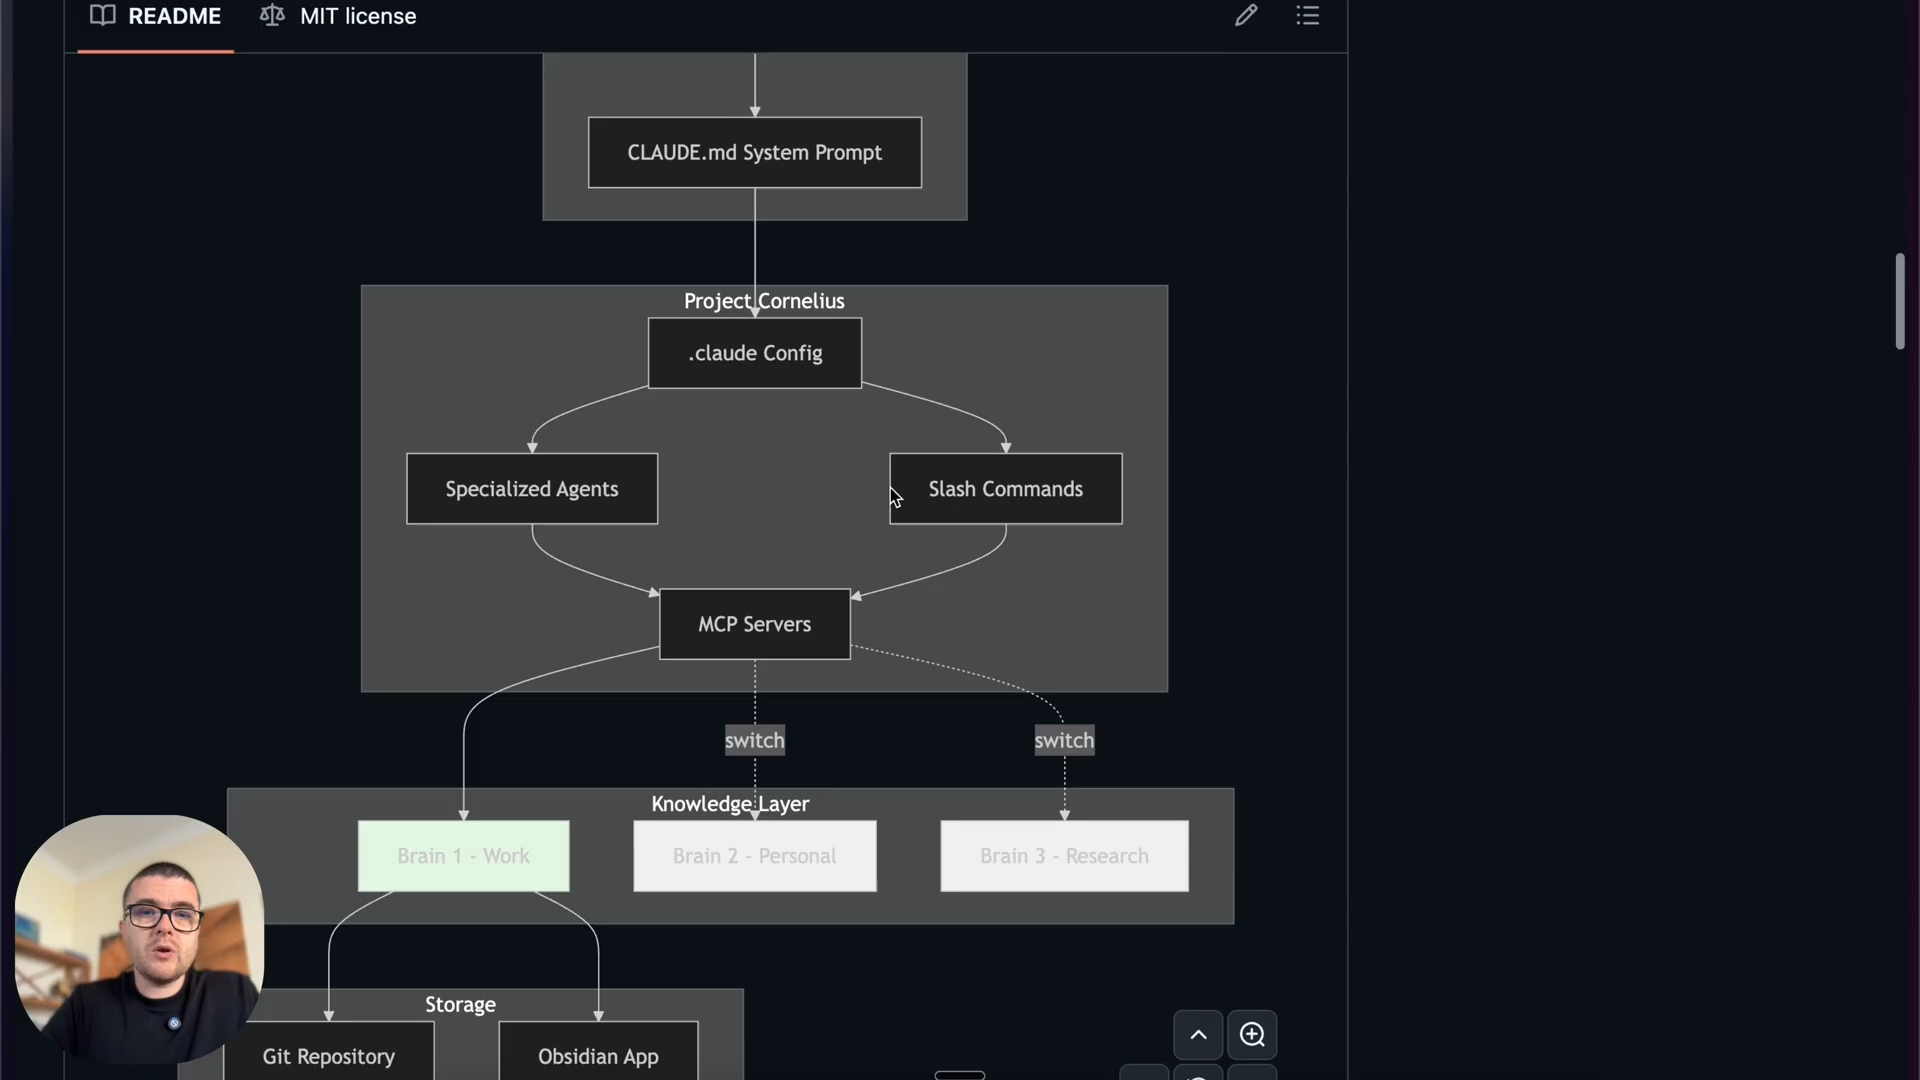 README
MIT license
CLAUDE.md System Prompt
Project Cornelius
.claude Config
Specialized Agents
Slash Commands
MCP Servers
switch
switch
Knowledge Layer
Brain 1 - Work
Brain 2 - Personal
Brain 3 - Research
Storage
Git Repository
Obsidian App